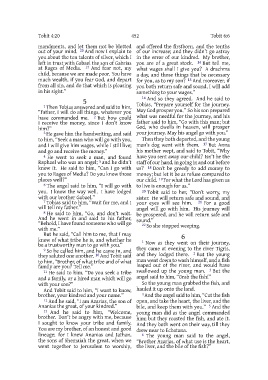 Tobit 4:20 452 Tobit 6:5
mandments, and let them not be blotted
out of your mind. 20 And now I explain to
you about the ten talents of silver, which I
left in trust with Gabael the son of Gabrias
at Rages of Media. 21 And fear not, my
child, because we are made poor. You have
much wealth, if you fear God, and depart
from all sin, and do that which is pleasing
in his sight."
5
1 Then Tobias answered and said to him,
"Father, I will do all things, whatever you
have commanded me. 2 But how could
I receive the money, since I don't know
him?"
3 He gave him the handwriting, and said
to him, "Seek a man who will go with you,
and I will give him wages, while I still live;
and go and receive the money."
4 He went to seek a man, and found
Raphael who was an angel; 5 and he didn't
know it. He said to him, "Can I go with
you to Rages of Media? Do you know those
places well?"
6 The angel said to him, "I will go with
you. I know the way well. I have lodged
with our brother Gabael."
7 Tobias said to him, "Wait for me, and I
will tell my father."
8 He said to him, "Go, and don't wait.
And he went in and said to his father,
"Behold, I have found someone who will go
with me."
But he said, "Call him to me, that I may
know of what tribe he is, and whether he
be a trustworthy man to go with you."
9 So he called him, and he came in, and
they saluted one another. 10 And Tobit said
to him, "Brother, of what tribe and of what
family are you? Tell me."
11 He said to him, "Do you seek a tribe
and a family, or a hired man which will go
with your son?"
And Tobit said to him, "I want to know,
brother, your kindred and your name."
12 And he said, "I am Azarias, the son of
Ananias the great, of your kindred."
13 And he said to him, "Welcome,
brother. Don't be angry with me, because
I sought to know your tribe and family.
You are my brother, of an honest and good
lineage; for I knew Ananias and Jathan,
the sons of Shemaiah the great, when we
went together to Jerusalem to worship,
and offered the firstborn, and the tenths
of our increase; and they didn't go astray
in the error of our kindred. My brother,
you are of a great stock. 14 But tell me,
what wages shall I give you? A drachma
a day, and those things that be necessary
for you, as to my son? 15 And moreover, if
you both return safe and sound, I will add
something to your wages."
16 And so they agreed. And he said to
Tobias, "Prepare yourself for the journey.
May God prosper you." So his son prepared
what was needful for the journey, and his
father said to him, "Go with this man; but
God, who dwells in heaven, will prosper
your journey. May his angel go with you."
Then they both departed, and the young
man's dog went with them. 17 But Anna
his mother wept, and said to Tobit, "Why
have you sent away our child? Isn't he the
staff of our hand, in going in and out before
us? 18 Don't be greedy to add money to
money; but let it be as refuse compared to
our child. 19 For what the Lord has given us
to live is enough for us."
20 Tobit said to her, "Don't worry, my
sister. He will return safe and sound, and
your eyes will see him. 21 For a good
angel will go with him. His journey will
be prospered, and he will return safe and
sound."
22 So she stopped weeping.
6
1 Now as they went on their journey,
they came at evening to the river Tigris,
and they lodged there. 2 But the young
man went down to wash himself, and a fish
leaped out of the river, and would have
swallowed up the young man. 3 But the
angel said to him, "Grab the fish!"
So the young man grabbed the fish, and
hauled it up onto the land.
4 And the angel said to him, "Cut the fish
open, and take the heart, the liver, and the
bile, and keep them with you." 5 And the
young man did as the angel commanded
him; but they roasted the fish, and ate it.
And they both went on their way, till they
drew near to Ecbatana.
6 The young man said to the angel,
"Brother Azarias, of what use is the heart,
the liver, and the bile of the fish?"